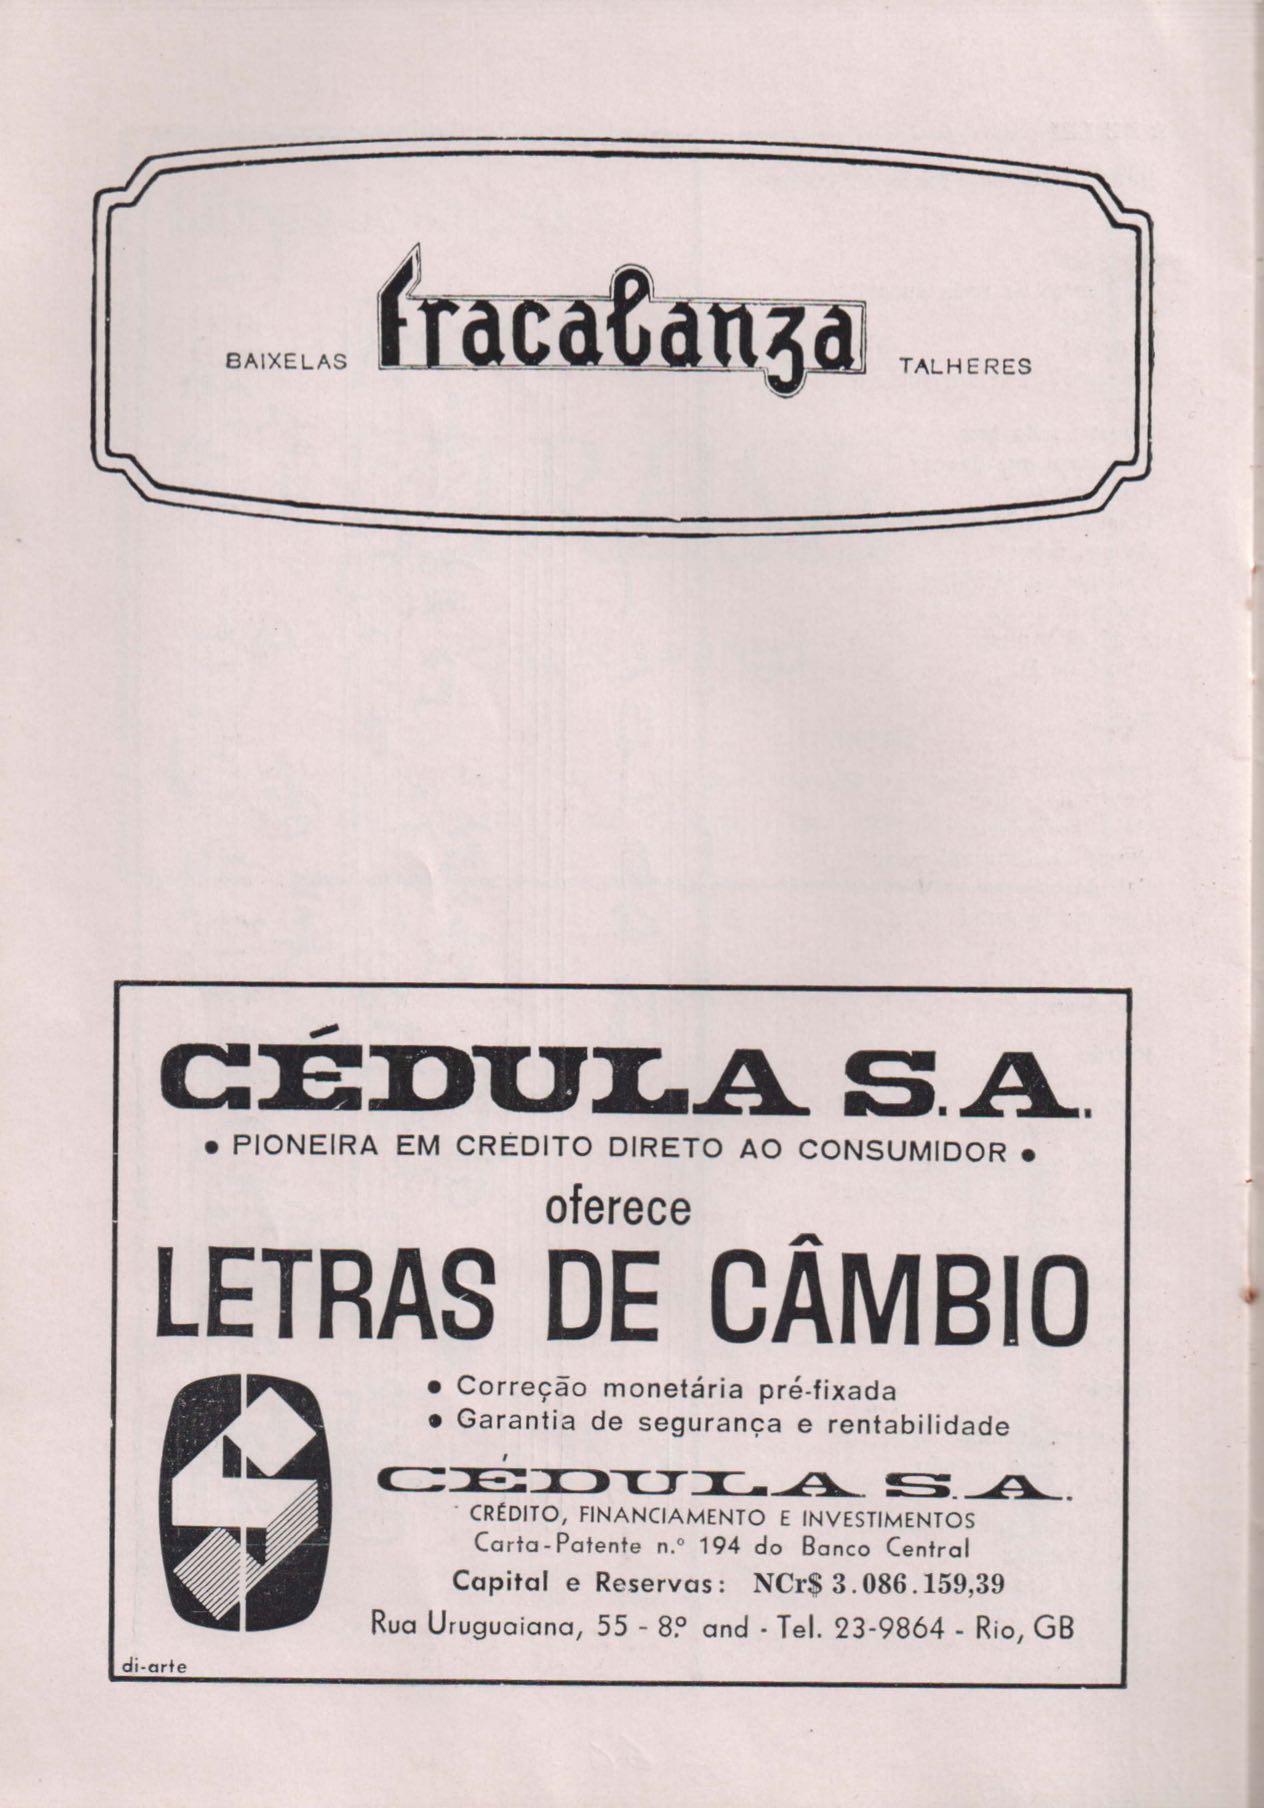 BAIXELAS fracalanza TALHERES
CÉDULA S.A.
• PIONEIRA EM CRÉDITO DIRETO AO CONSUMIDOR •
oferece
LETRAS DE CÂMBIO
• Correção monetária pré-fixada
• Garantia de segurança e rentabilidade
CÉDULA S.A.
CRÉDITO, FINANCIAMENTO E INVESTIMENTOS
Carta-Patente n.º 194 do Banco Central
Capital e Reservas: NCr$ 3.086.159,39
Rua Uruguaiana, 55 - 8.º and - Tel. 23-9864 - Rio, GB
di-arte